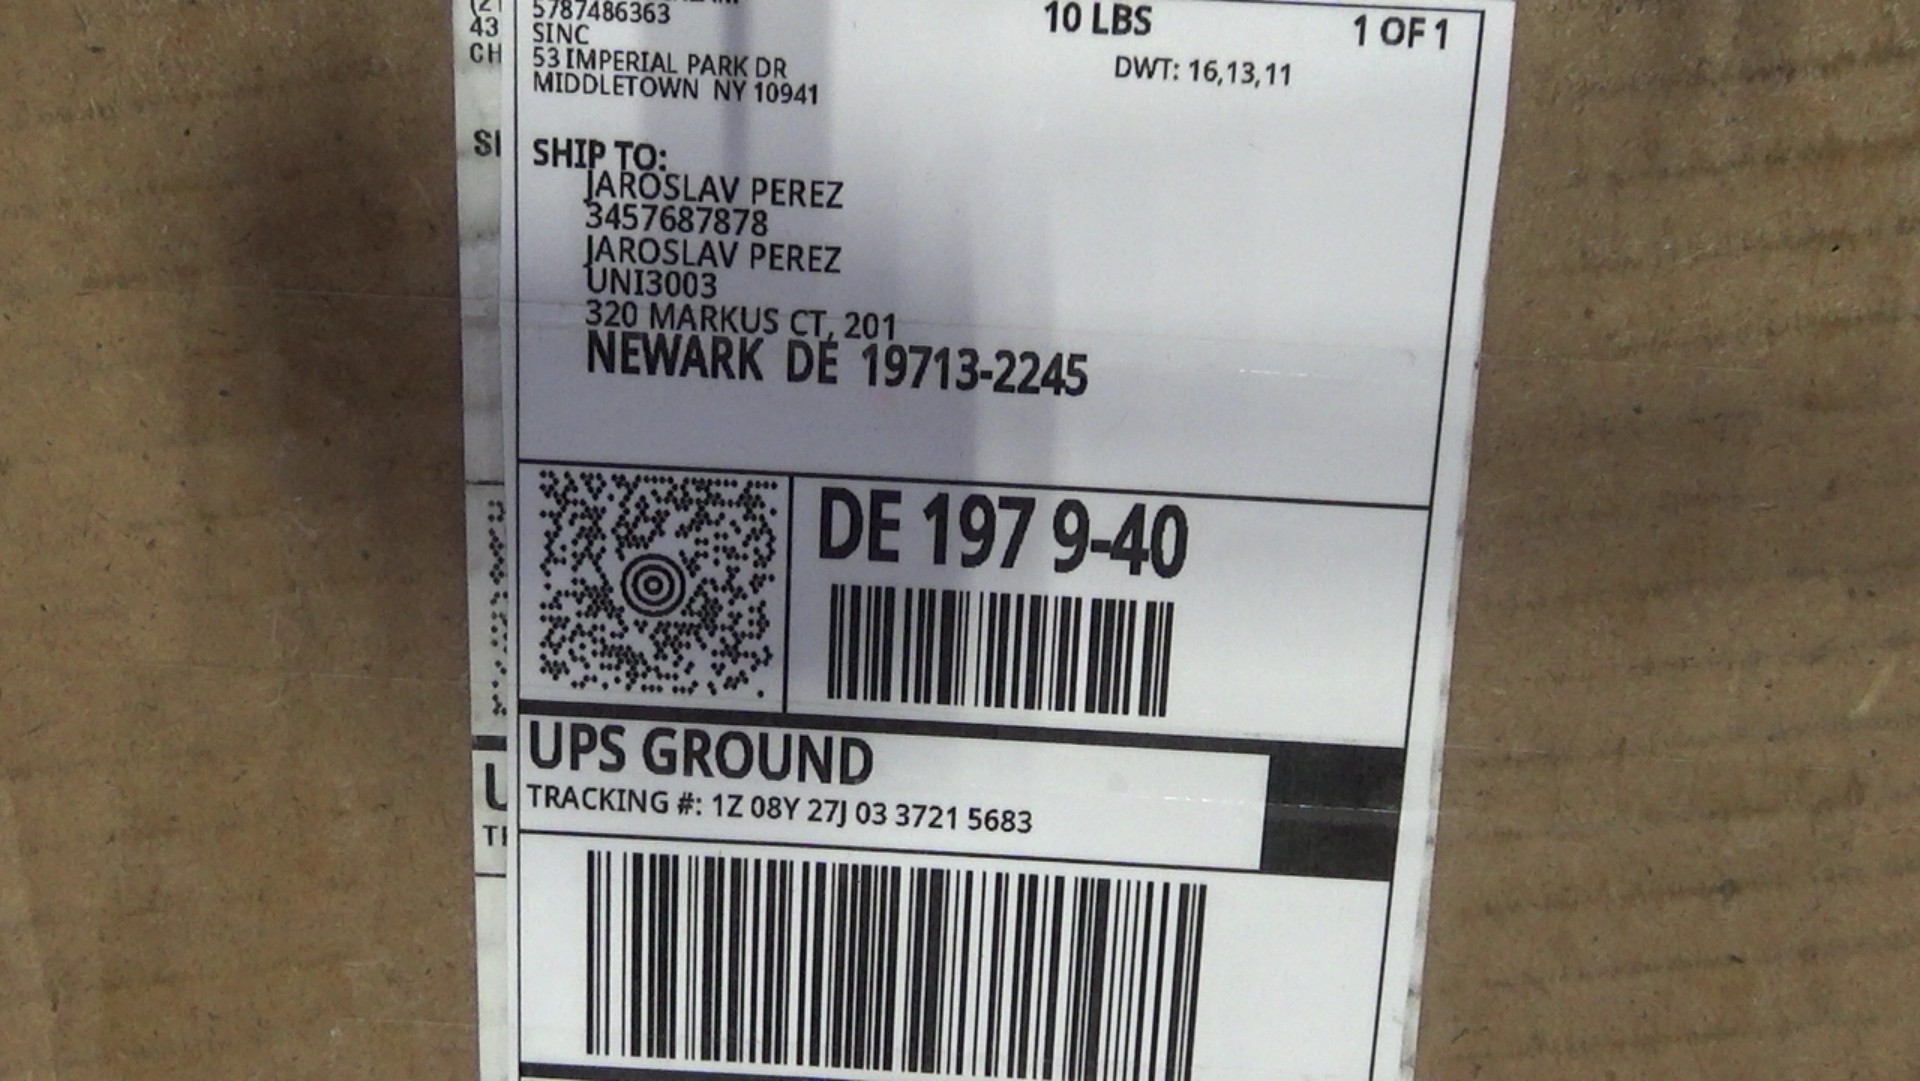 5787486363
SINC
53 IMPERIAL PARK DR
MIDDLETOWN NY 10941
10 LBS
1 OF 1
DWT: 16,13,11
SHIP TO:
JAROSLAV PEREZ
3457687878
JAROSLAV PEREZ
UNI3003
320 MARKUS CT, 201
NEWARK DE 19713-2245
DE 197 9-40
UPS GROUND
TRACKING #: 1Z 08Y 27J 03 3721 5683
43
CH